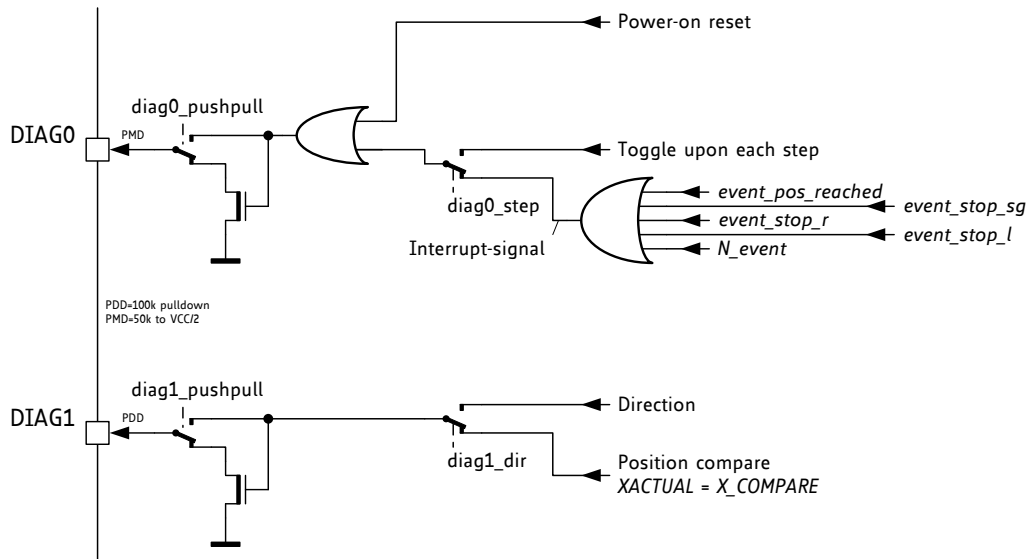 Power-on reset
diag0_pushpull
DIAG0
PMD
Toggle upon each step
event_pos_reached
diag0_step
event_stop_sg
event_stop_r
Interrupt-signal
event_stop_l
N_event
PDD=100k pulldown
PMD=50k to VCC/2
diag1_pushpull
DIAG1
PDD
Direction
diag1_dir
Position compare
XACTUAL = X_COMPARE